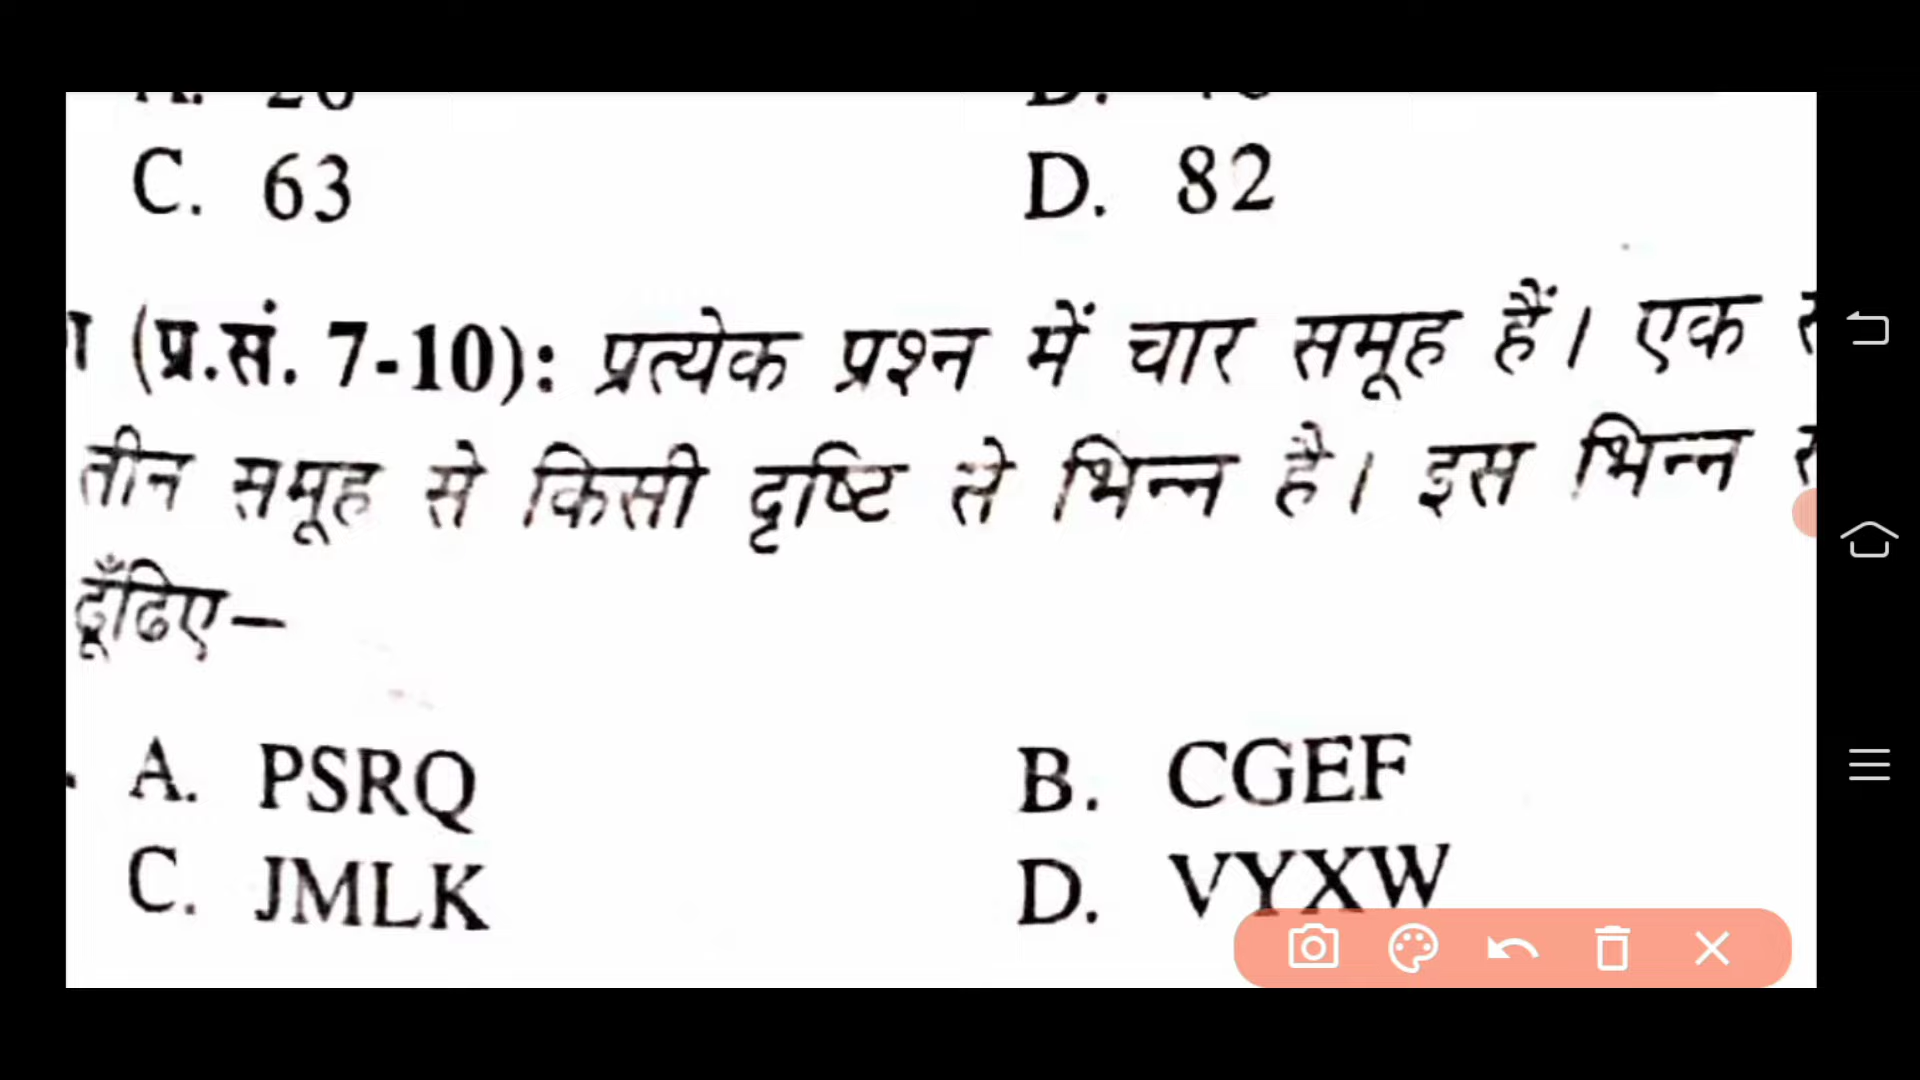 C. 63 D. 82
(प्र.सं. 7-10): प्रत्येक प्रश्न में चार समूह हैं। एक
तीन समूह से किसी दृष्टि ते भिन्न है। इस भिन्न
ढूँढिए—
A. PSRQ B. CGEF
C. JMLK D. VYXW